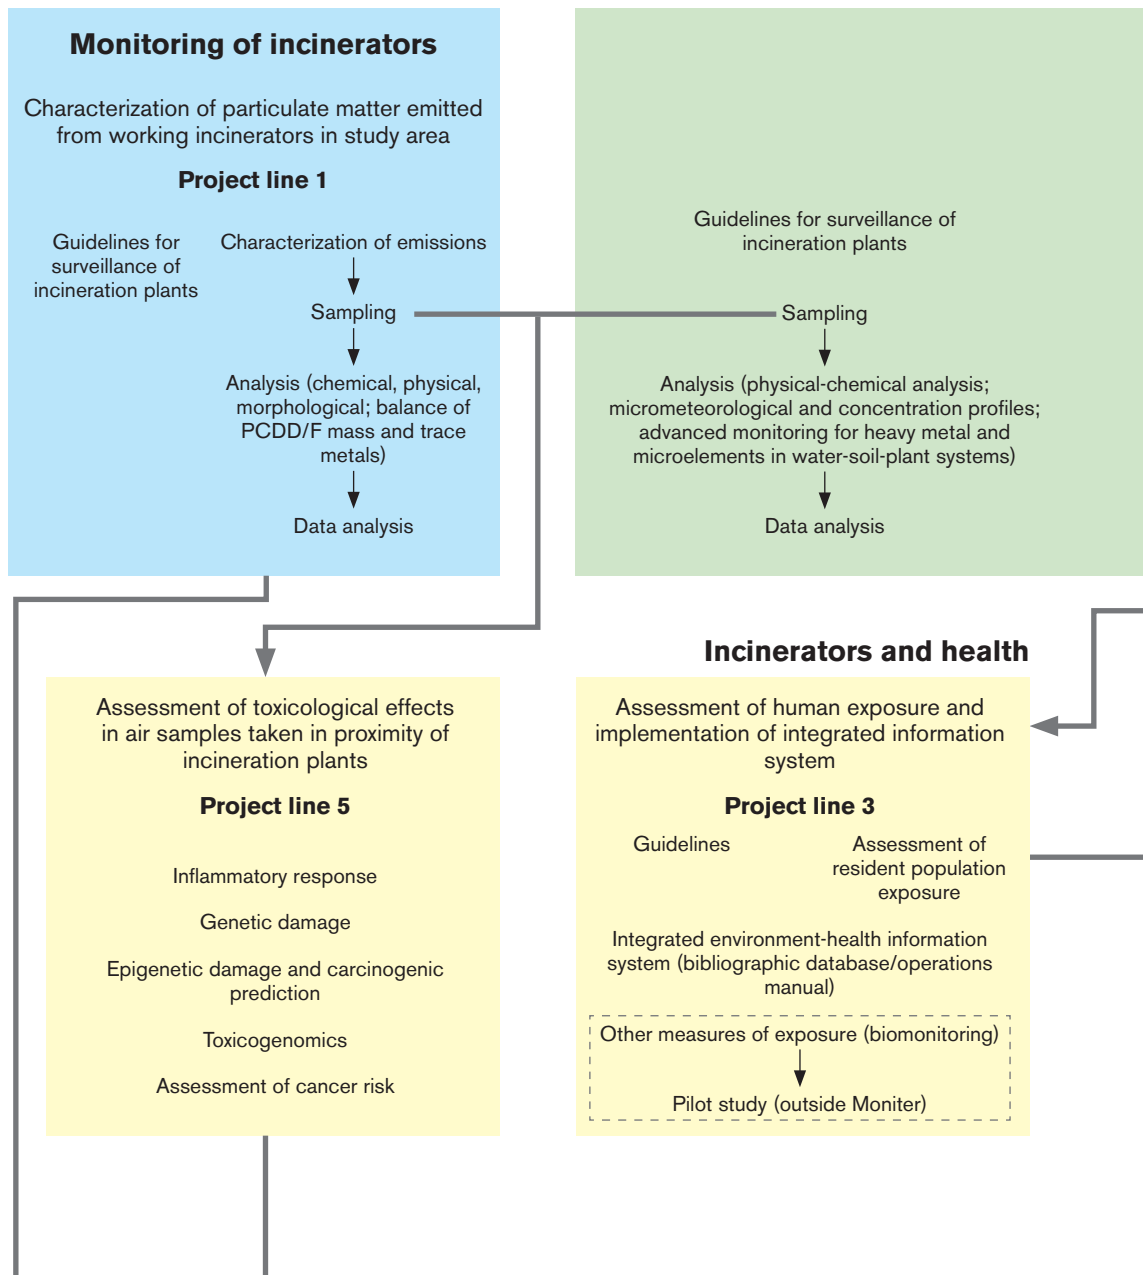 Monitoring of incinerators
Characterization of particulate matter emitted
from working incinerators in study area
Project line 1
Guidelines for
surveillance of
incineration plants
Characterization of emissions
Sampling
Analysis (chemical, physical,
morphological; balance of
PCDD/F mass and trace
metals)
Data analysis
Guidelines for surveillance of
incineration plants
Sampling
Analysis (physical-chemical analysis;
micrometeorological and concentration profiles;
advanced monitoring for heavy metal and
microelements in water-soil-plant systems)
Data analysis
Incinerators and health
Assessment of toxicological effects
in air samples taken in proximity of
incineration plants
Project line 5
Inflammatory response
Genetic damage
Epigenetic damage and carcinogenic
prediction
Toxicogenomics
Assessment of cancer risk
Assessment of human exposure and
implementation of integrated information
system
Project line 3
Guidelines
Assessment of
resident population
exposure
Integrated environment-health information
system (bibliographic database/operations
manual)
Other measures of exposure (biomonitoring)
Pilot study (outside Moniter)